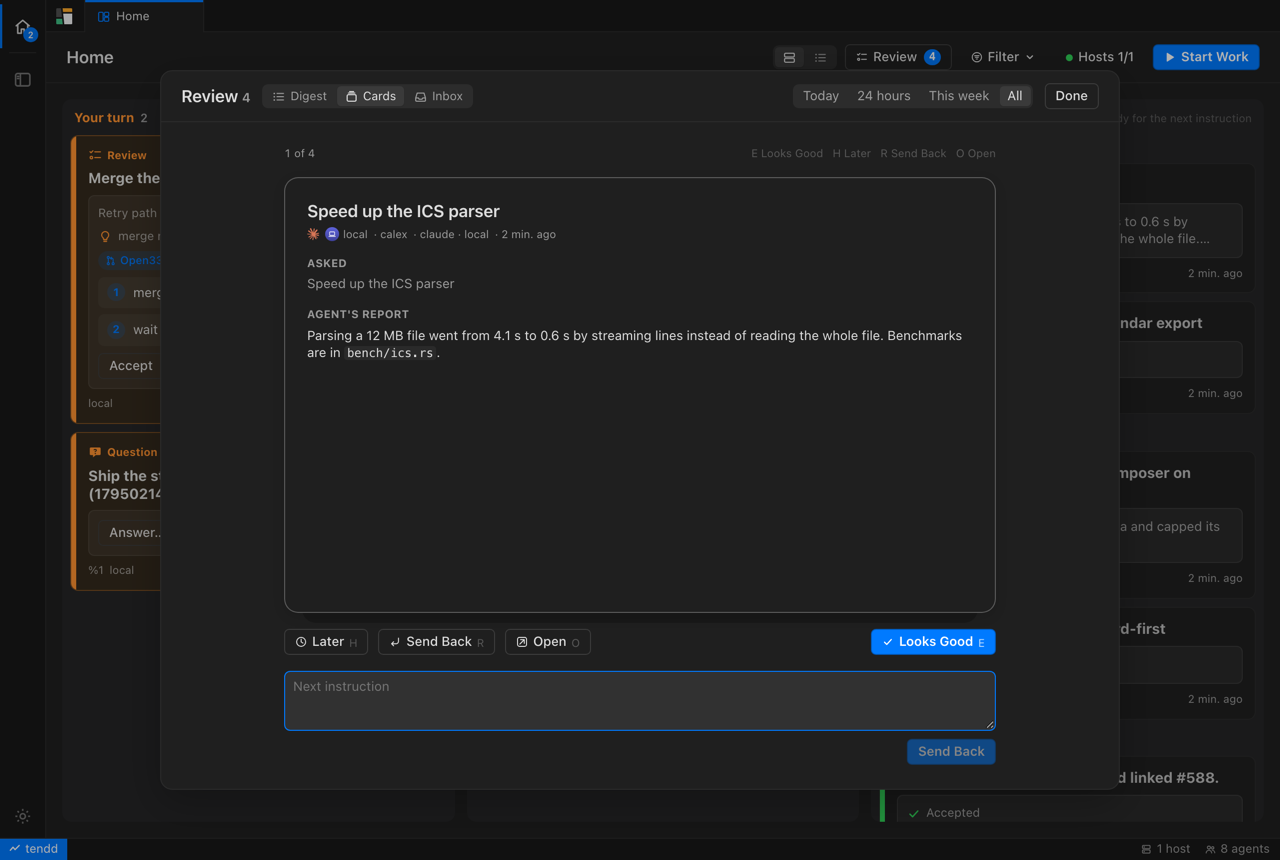 2
Home
Home
Review 4
Filter
Hosts 1/1
Start Work
Your turn 2
Review
Merge the
Retry path
merge
Open
1 merg
2 wait
Accept
local
Question
Ship the
(17950214
Answer..
%1 local
Review 4
Digest
Cards
Inbox
Today
24 hours
This week
All
Done
1 of 4
E Looks Good H Later R Send Back O Open
Speed up the ICS parser
local · calex · claude · local · 2 min. ago
ASKED
Speed up the ICS parser
AGENT'S REPORT
Parsing a 12 MB file went from 4.1 s to 0.6 s by streaming lines instead of reading the whole file. Benchmarks
are in bench/ics.rs.
Later H
Send Back R
Open O
Looks Good E
Next instruction
Send Back
for the next instruction
to 0.6 s by
he whole file....
2 min. ago
ndar export
2 min. ago
mposer on
a and capped its
2 min. ago
d-first
2 min. ago
d linked #588.
Accepted
tendd
1 host
8 agents